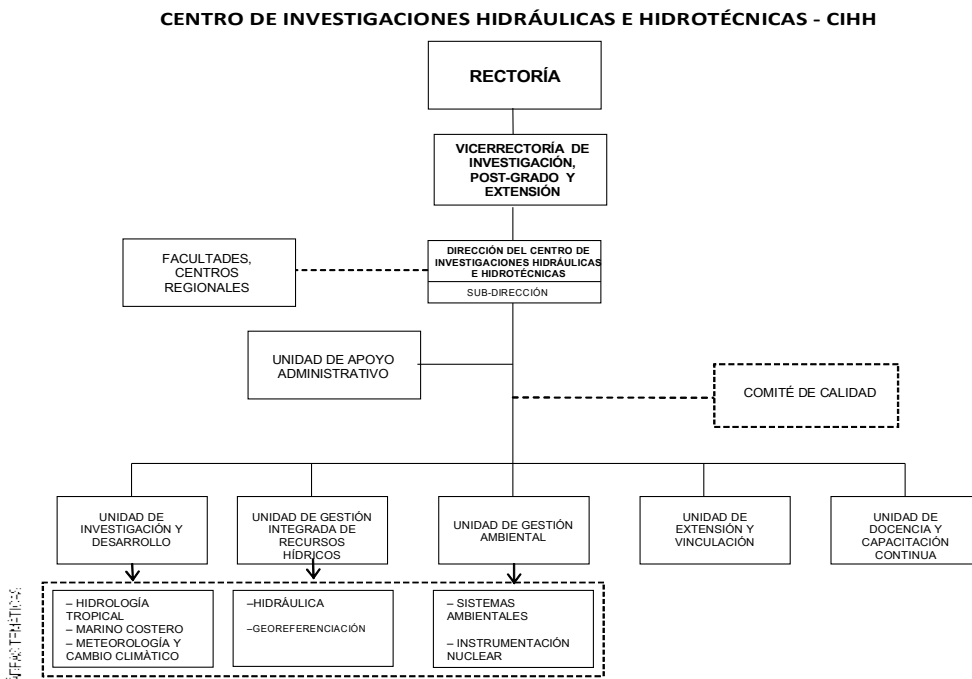 CENTRO DE INVESTIGACIONES HIDRÁULICAS E HIDROTÉCNICAS - CIHH
RECTORÍA
VICERRECTORÍA DE
INVESTIGACIÓN,
POST-GRADO Y
EXTENSIÓN
DIRECCIÓN DEL CENTRO DE
INVESTIGACIONES HIDRÁULICAS
E HIDROTÉCNICAS
SUB-DIRECCIÓN
FACULTADES,
CENTROS
REGIONALES
UNIDAD DE APOYO
ADMINISTRATIVO
COMITÉ DE CALIDAD
UNIDAD DE
INVESTIGACIÓN Y
DESARROLLO
UNIDAD DE GESTIÓN
INTEGRADA DE
RECURSOS
HÍDRICOS
UNIDAD DE GESTIÓN
AMBIENTAL
UNIDAD DE
EXTENSIÓN Y
VINCULACIÓN
UNIDAD DE
DOCENCIA Y
CAPACITACIÓN
CONTINUA
ÁREAS TEMÁTICAS
– HIDROLOGÍA
TROPICAL
– MARINO COSTERO
– METEOROLOGÍA Y
CAMBIO CLIMÀTICO
–HIDRÁULICA
–GEOREFERENCIACIÓN
– SISTEMAS
AMBIENTALES
– INSTRUMENTACIÓN
NUCLEAR